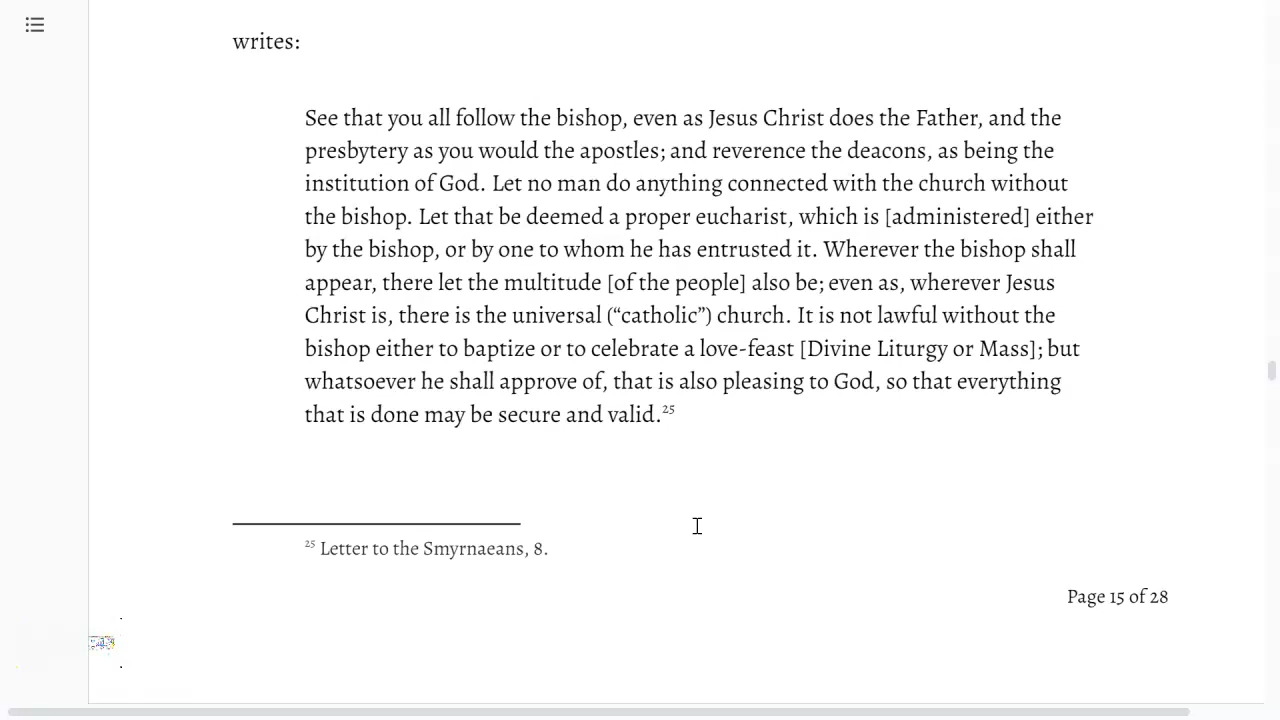 writes:
See that you all follow the bishop, even as Jesus Christ does the Father, and the
presbytery as you would the apostles; and reverence the deacons, as being the
institution of God. Let no man do anything connected with the church without
the bishop. Let that be deemed a proper eucharist, which is [administered] either
by the bishop, or by one to whom he has entrusted it. Wherever the bishop shall
appear, there let the multitude [of the people] also be; even as, wherever Jesus
Christ is, there is the universal (“catholic”) church. It is not lawful without the
bishop either to baptize or to celebrate a love-feast [Divine Liturgy or Mass]; but
whatsoever he shall approve of, that is also pleasing to God, so that everything
that is done may be secure and valid.25
25 Letter to the Smyrnaeans, 8.
Page 15 of 28